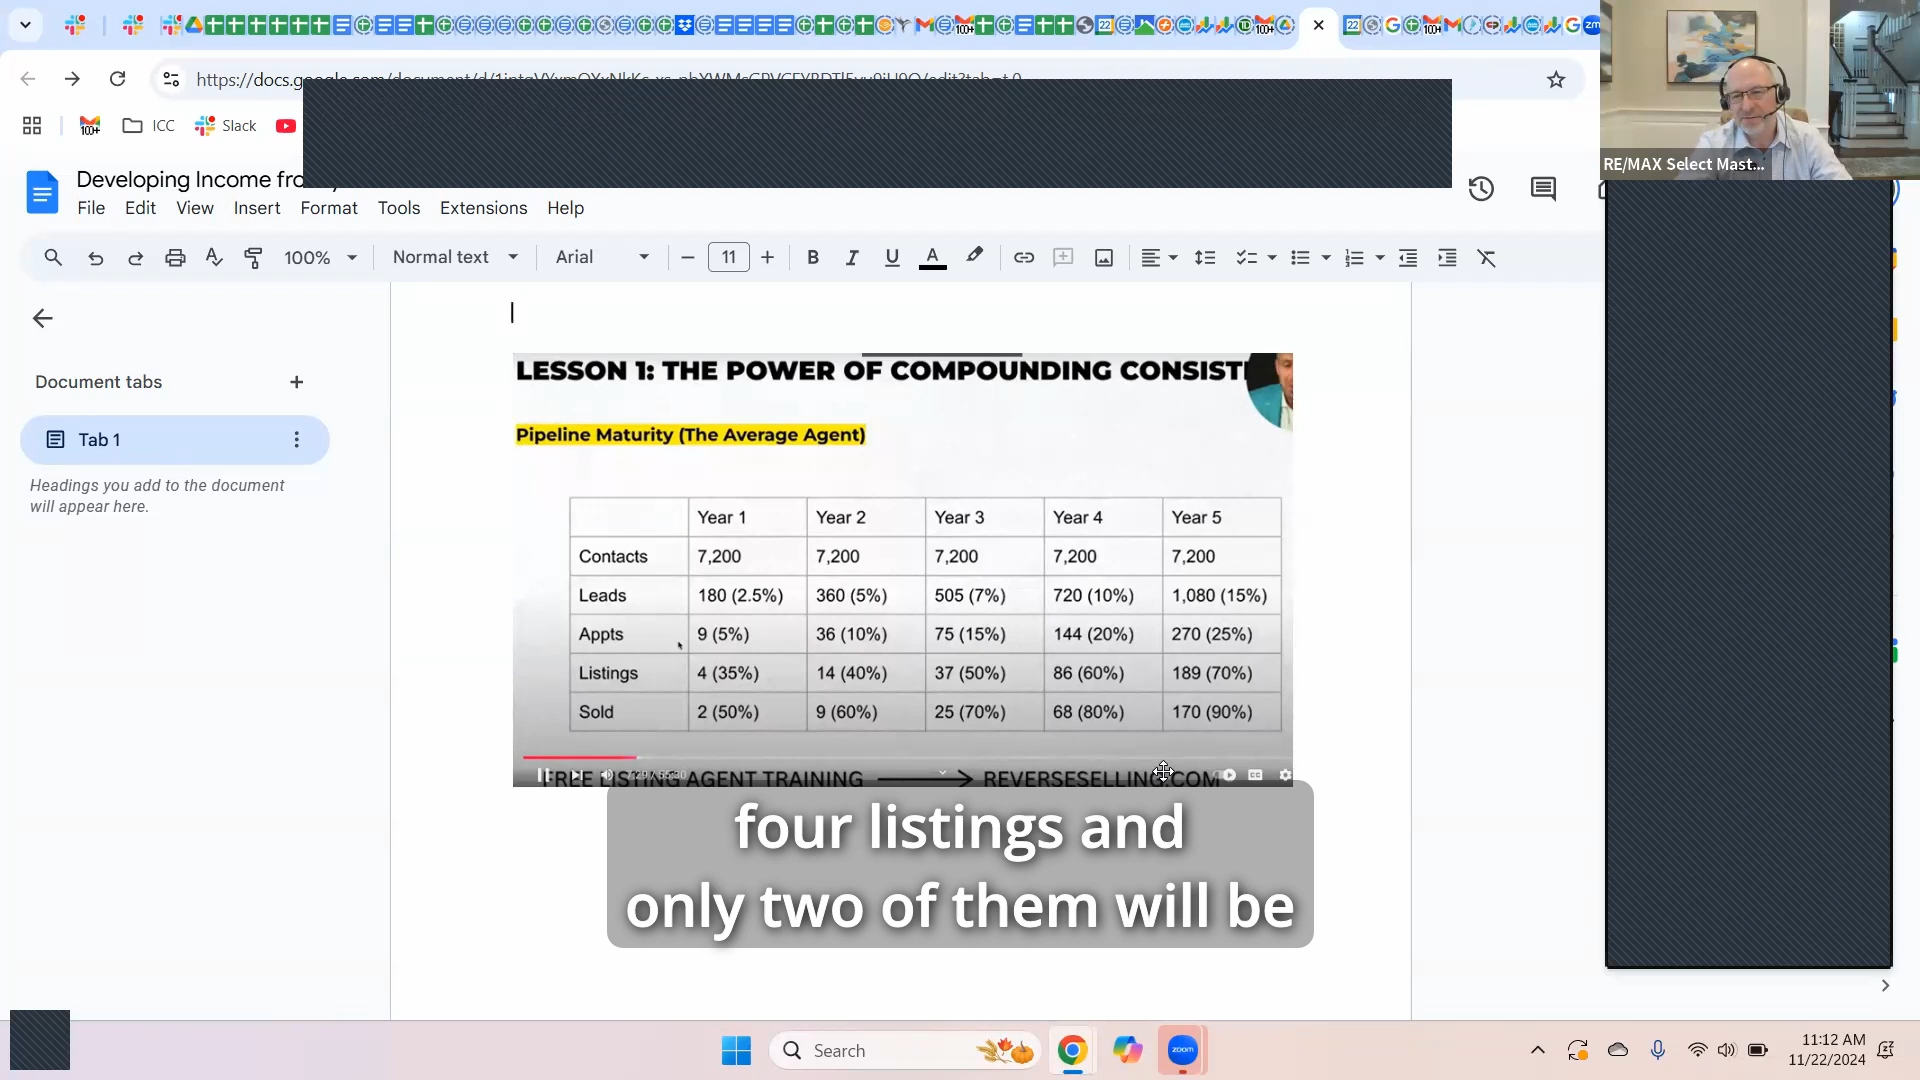 https://docs.g
100+
ICC
Slack
RE/MAX Select Mast...
Developing Income fro
File Edit View Insert Format Tools Extensions Help
100% Normal text Arial 11
Document tabs
Tab 1
Headings you add to the document
will appear here.
LESSON 1: THE POWER OF COMPOUNDING CONSIST
Pipeline Maturity (The Average Agent)
Year 1 Year 2 Year 3 Year 4 Year 5
Contacts 7,200 7,200 7,200 7,200 7,200
Leads 180 (2.5%) 360 (5%) 505 (7%) 720 (10%) 1,080 (15%)
Appts 9 (5%) 36 (10%) 75 (15%) 144 (20%) 270 (25%)
Listings 4 (35%) 14 (40%) 37 (50%) 86 (60%) 189 (70%)
Sold 2 (50%) 9 (60%) 25 (70%) 68 (80%) 170 (90%)
FREE LISTING AGENT TRAINING REVERSESELLING.COM
four listings and
only two of them will be
Search
zoom
11:12 AM
11/22/2024